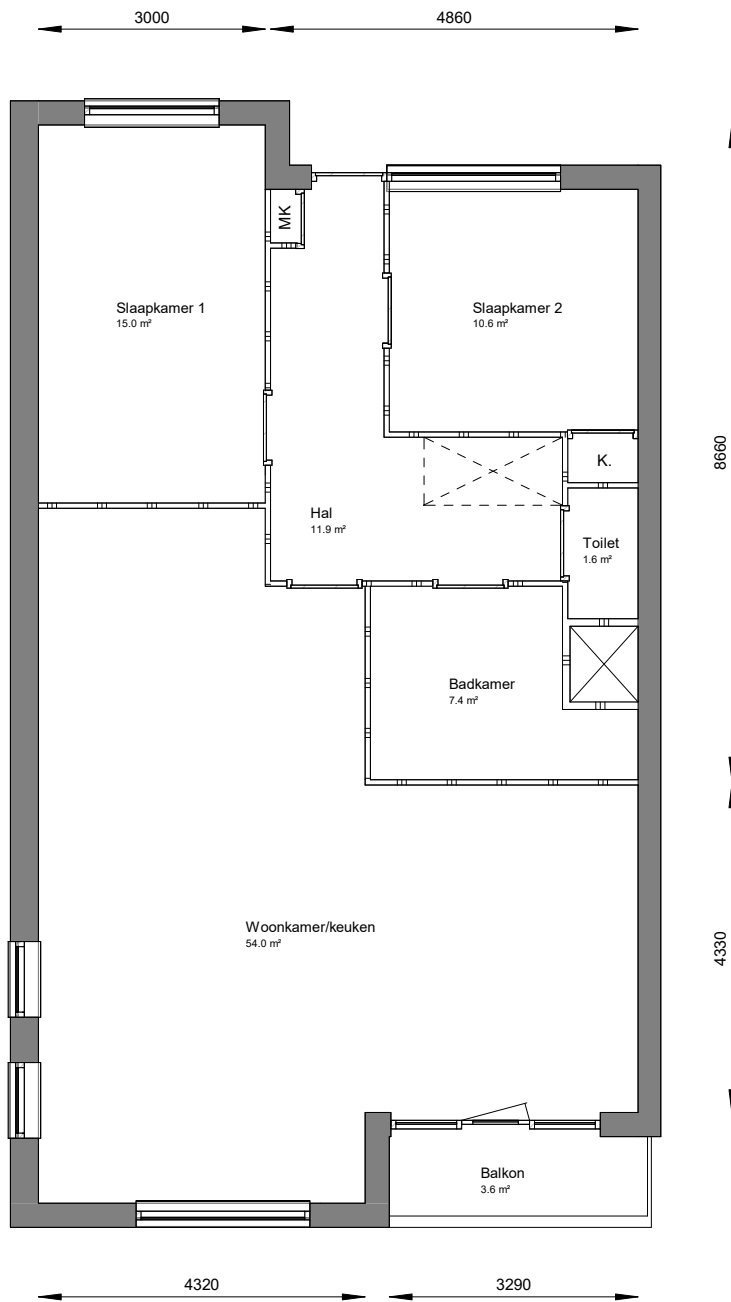 3000
4860
MK
Slaapkamer 1
15.0 m²
Slaapkamer 2
10.6 m²
8660
K.
Hal
11.9 m²
Toilet
1.6 m²
Badkamer
7.4 m²
Woonkamer/keuken
54.0 m²
4330
Balkon
3.6 m²
4320
3290